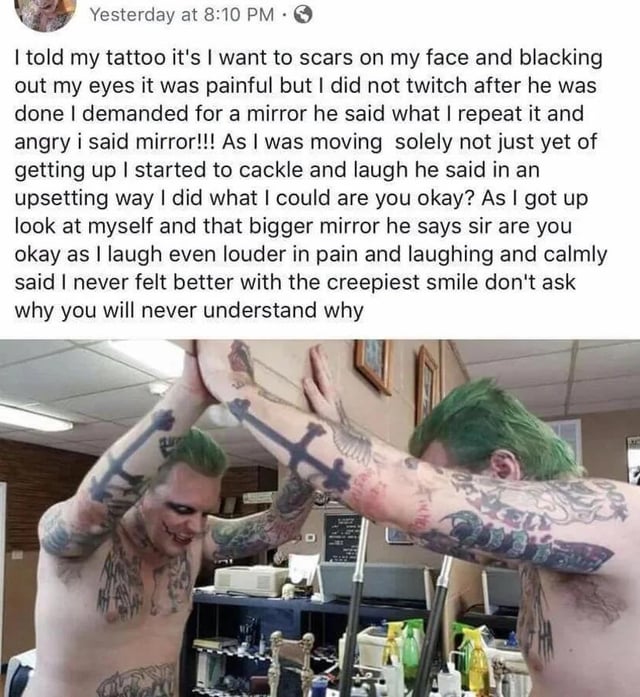 Yesterday at 8:10 PM ·
I told my tattoo it's I want to scars on my face and blacking
out my eyes it was painful but I did not twitch after he was
done I demanded for a mirror he said what I repeat it and
angry i said mirror!!! As I was moving solely not just yet of
getting up I started to cackle and laugh he said in an
upsetting way I did what I could are you okay? As I got up
look at myself and that bigger mirror he says sir are you
okay as I laugh even louder in pain and laughing and calmly
said I never felt better with the creepiest smile don't ask
why you will never understand why